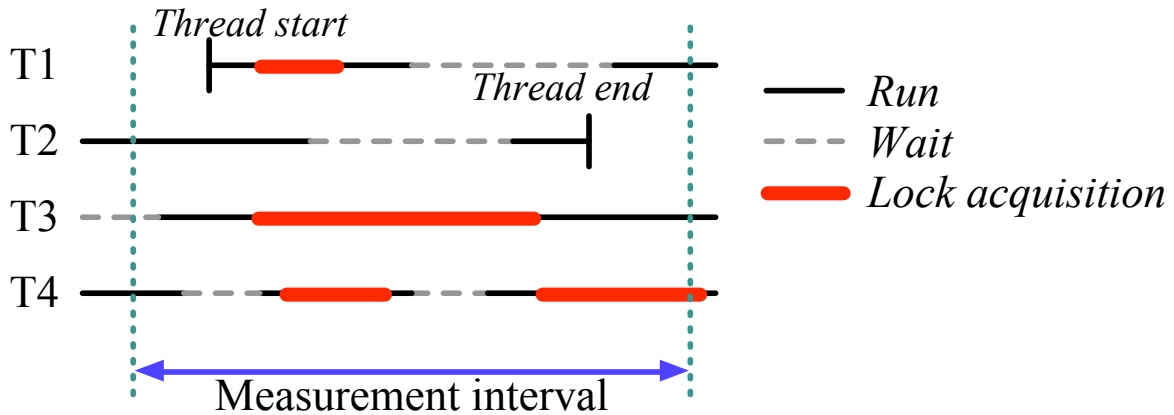 Thread start
T1
Thread end
T2
T3
T4
Run
Wait
Lock acquisition
Measurement interval